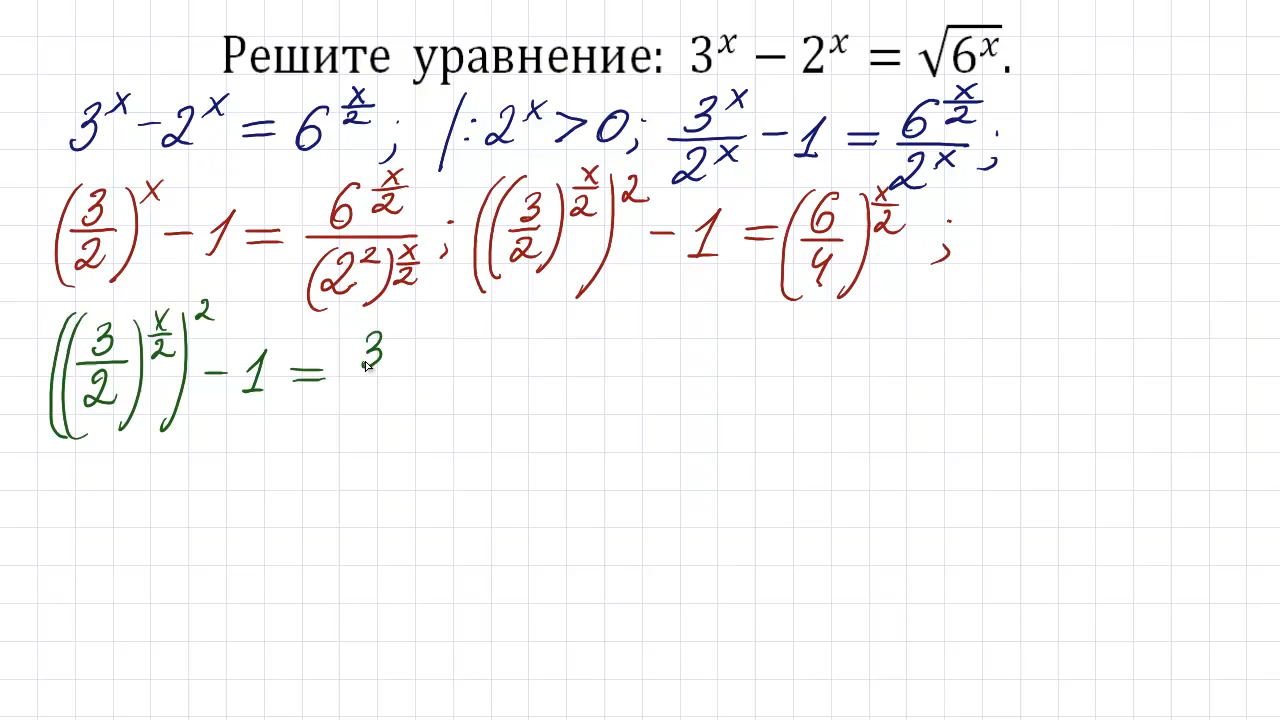 Решите уравнение: 3^x − 2^x = √(6^x).
3^x − 2^x = 6^(x/2); /:2^x > 0; 3^x/2^x − 1 = 6^(x/2)/2^x;
(3/2)^x − 1 = 6^(x/2)/(2^2)^(x/2); ((3/2)^(x/2))^2 − 1 = (6/4)^(x/2);
((3/2)^(x/2))^2 − 1 = 3